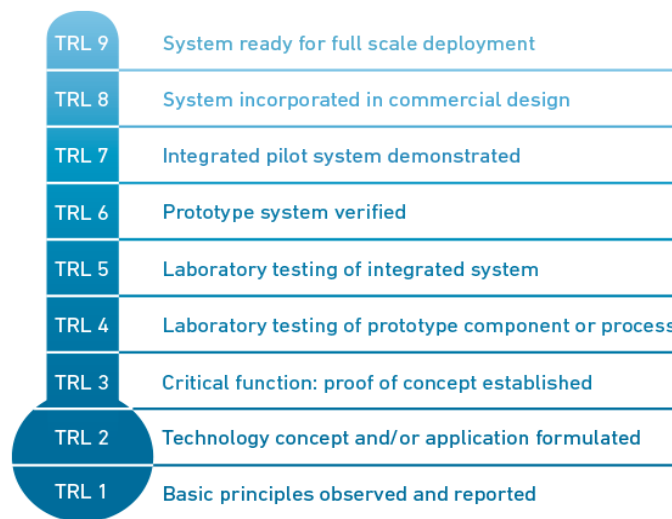 TRL 9 System ready for full scale deployment
TRL 8 System incorporated in commercial design
TRL 7 Integrated pilot system demonstrated
TRL 6 Prototype system verified
TRL 5 Laboratory testing of integrated system
TRL 4 Laboratory testing of prototype component or process
TRL 3 Critical function: proof of concept established
TRL 2 Technology concept and/or application formulated
TRL 1 Basic principles observed and reported